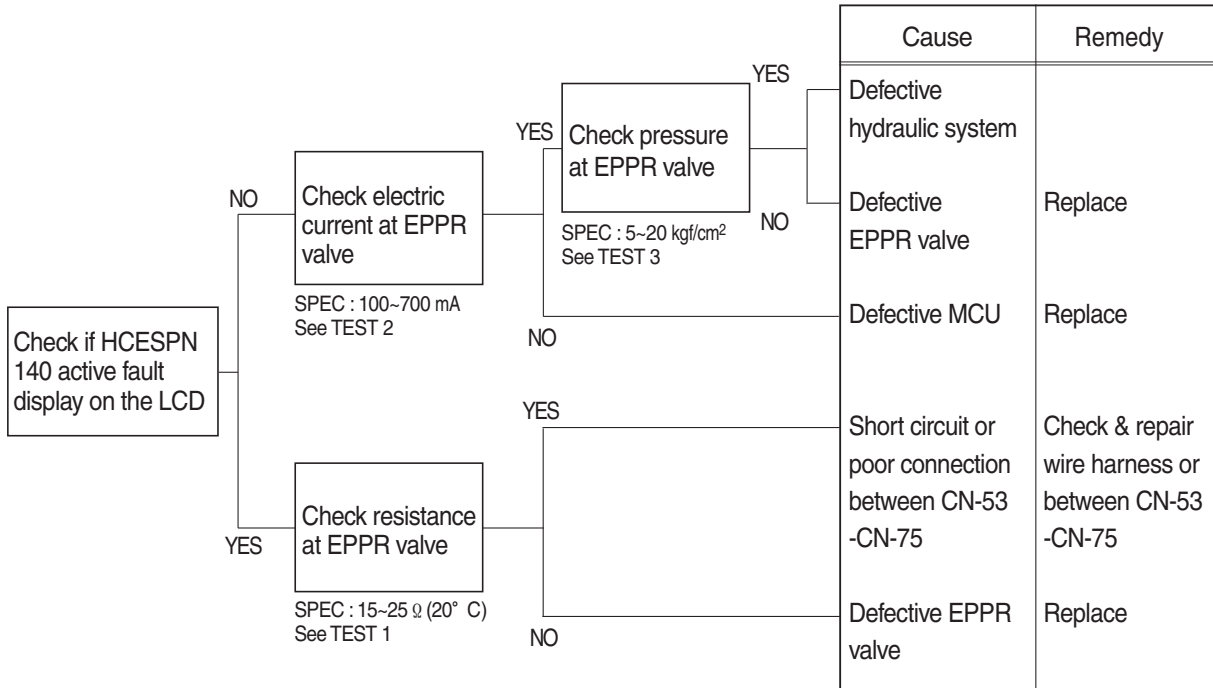 Check if HCESPN
140 active fault
display on the LCD
NO
Check electric
current at EPPR
valve
SPEC : 100~700 mA
See TEST 2
YES
Check resistance
at EPPR valve
SPEC : 15~25 Ω (20° C)
See TEST 1
YES
Check pressure
at EPPR valve
SPEC : 5~20 kgf/cm²
See TEST 3
NO
YES
NO
YES
NO
Cause
Remedy
Defective
hydraulic system
Defective
EPPR valve
Replace
Defective MCU
Replace
Short circuit or
poor connection
between CN-53
-CN-75
Check & repair
wire harness or
between CN-53
-CN-75
Defective EPPR
valve
Replace